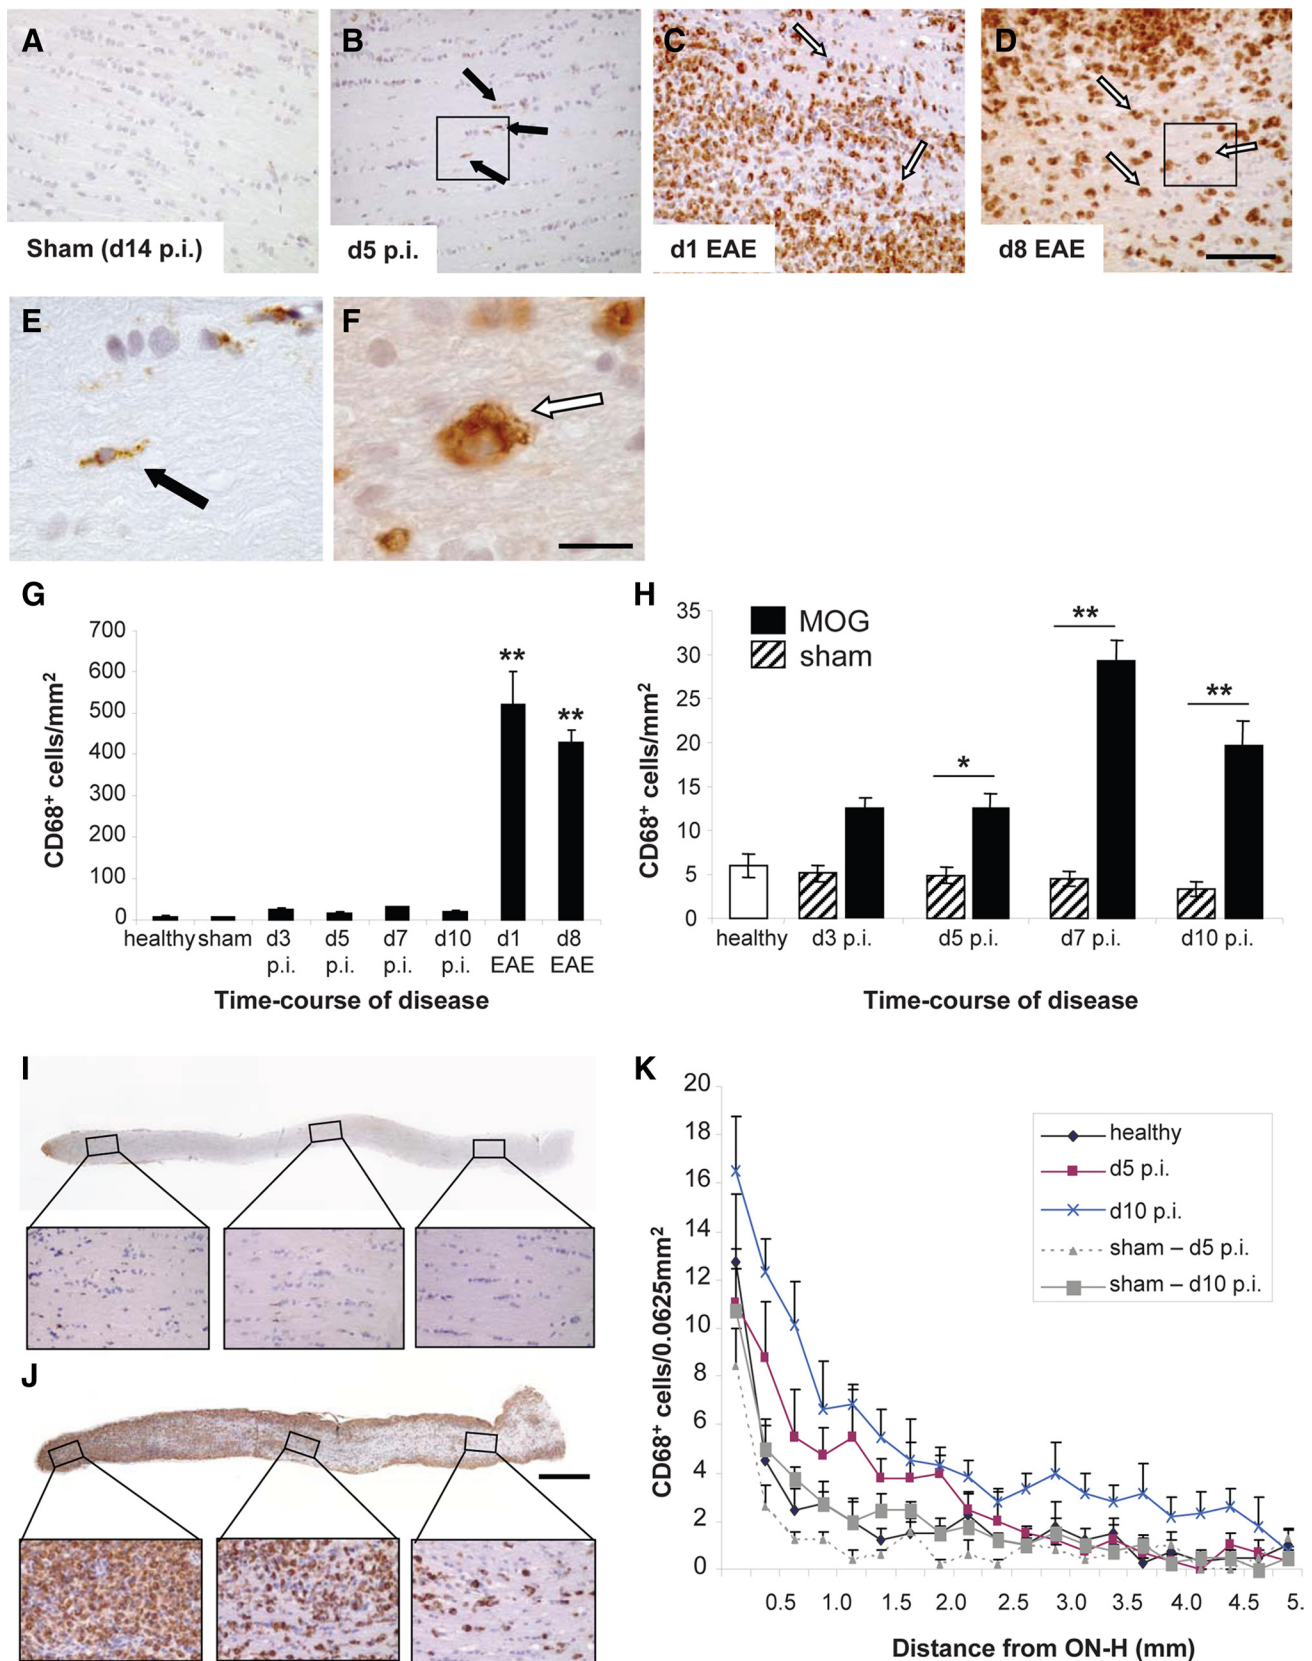 A
B
C
D
Sham (d14 p.i.)
d5 p.i.
d1 EAE
d8 EAE
E
F
G
H
700
600
500
400
300
200
100
0
CD68+ cells/mm2
**
**
healthy
sham
d3 p.i.
d5 p.i.
d7 p.i.
d10 p.i.
d1 EAE
d8 EAE
Time-course of disease
35
30
25
20
15
10
5
0
CD68+ cells/mm2
MOG
sham
*
**
**
healthy
d3 p.i.
d5 p.i.
d7 p.i.
d10 p.i.
Time-course of disease
I
J
K
20
18
16
14
12
10
8
6
4
2
0
CD68+ cells/0.0625mm2
healthy
d5 p.i.
d10 p.i.
sham – d5 p.i.
sham – d10 p.i.
0.5
1.0
1.5
2.0
2.5
3.0
3.5
4.0
4.5
5.
Distance from ON-H (mm)